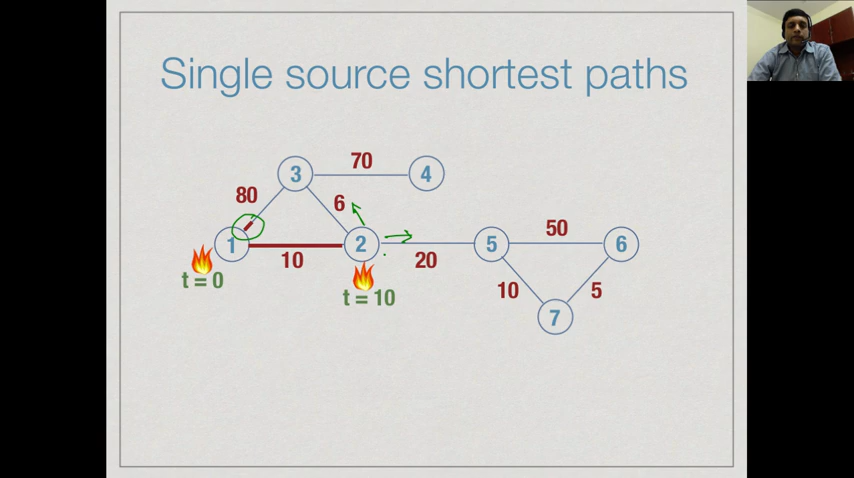 Single source shortest paths
3 70 4
80 6
1 10 2 20 5 50 6
t = 0
t = 10
10 5
7